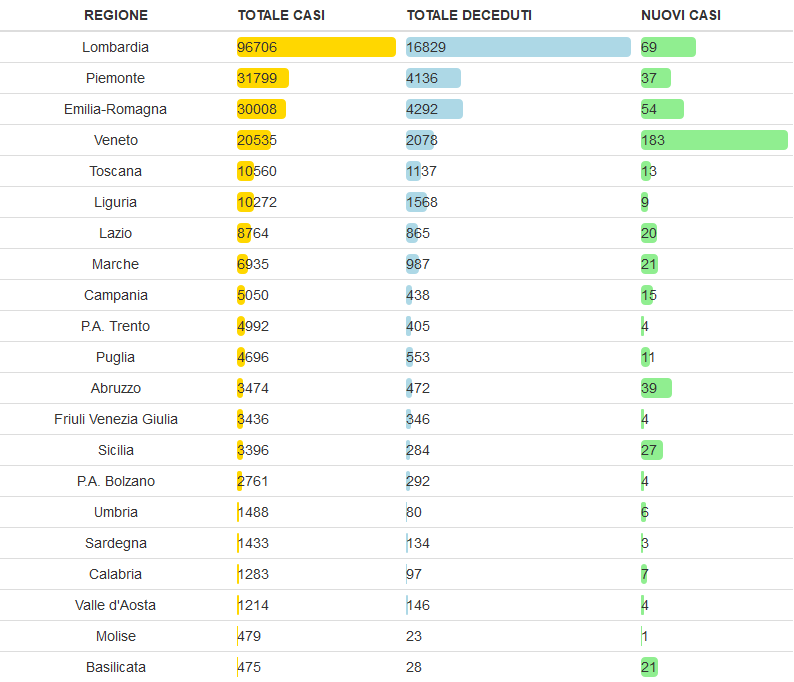 REGIONE TOTALE CASI TOTALE DECEDUTI NUOVI CASI
Lombardia 96706 16829 69
Piemonte 31799 4136 37
Emilia-Romagna 30008 4292 54
Veneto 20535 2078 183
Toscana 10560 1137 13
Liguria 10272 1568 9
Lazio 8764 865 20
Marche 6935 987 21
Campania 5050 438 15
P.A. Trento 4992 405 4
Puglia 4696 553 11
Abruzzo 3474 472 39
Friuli Venezia Giulia 3436 346 4
Sicilia 3396 284 27
P.A. Bolzano 2761 292 4
Umbria 1488 80 6
Sardegna 1433 134 3
Calabria 1283 97 7
Valle d'Aosta 1214 146 4
Molise 479 23 1
Basilicata 475 28 21